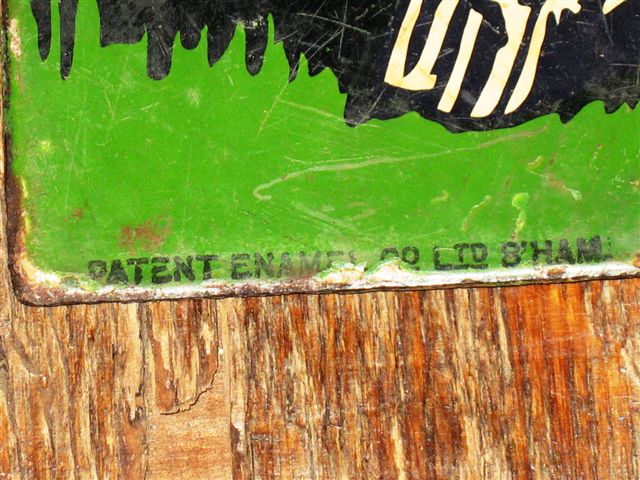 PATENT ENAMEL CO LTD B'HAM.